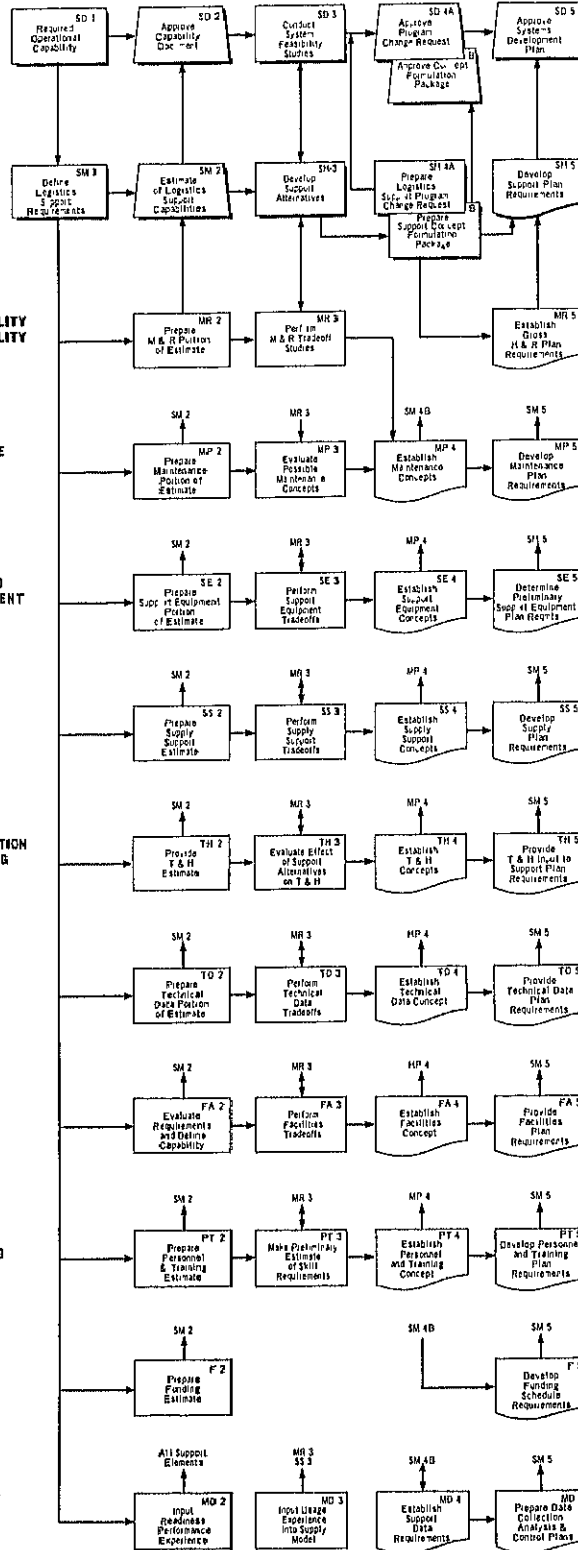 SD 1
Required
Operational
Capability
SD 2
Approve
Capability
Document
SD 3
Conduct
System
Feasibility
Studies
SD 4A
Approve
Program
Change Request
B
Approve Concept
Formulation
Package
SD 5
Approve
Systems
Development
Plan
SM 1
Define
Logistics
Support
Requirements
SM 2
Estimate
of Logistics
Support
Capabilities
SM 3
Develop
Support
Alternatives
SM 4A
Prepare
Logistics
Support Program
Change Request
B
Prepare
Support Concept
Formulation
Package
SM 5
Develop
Support Plan
Requirements
LITY
LITY
MR 2
Prepare
M & R Portion
of Estimate
MR 3
Perform
M & R Tradeoff
Studies
MR 5
Establish
Gross
M & R Plan
Requirements
E
SM 2
MP 2
Prepare
Maintenance
Portion of
Estimate
MR 3
MP 3
Evaluate
Possible
Maintenance
Concepts
SM 4B
MP 4
Establish
Maintenance
Concepts
SM 5
MP 5
Develop
Maintenance
Plan
Requirements
ENT
SM 2
SE 2
Prepare
Support Equipment
Portion
of Estimate
MR 3
SE 3
Perform
Support
Equipment
Tradeoffs
MP 4
SE 4
Establish
Support
Equipment
Concepts
SM 5
SE 5
Determine
Preliminary
Support Equipment
Plan Reqmts
SM 2
SS 2
Prepare
Supply
Support
Estimate
MR 3
SS 3
Perform
Supply
Support
Tradeoffs
MP 4
SS 4
Establish
Supply Support
Concepts
SM 5
SS 5
Develop
Supply
Plan
Requirements
TION
G
SM 2
TH 2
Provide
T & H
Estimate
MR 3
TH 3
Evaluate Effect
of Support
Alternatives
on T & H
MP 4
TH 4
Establish
T & H
Concepts
SM 5
TH 5
Provide
T & H Input to
Support Plan
Requirements
SM 2
TD 2
Prepare
Technical
Data Portion
of Estimate
MR 3
TD 3
Perform
Technical
Data
Tradeoffs
MP 4
TD 4
Establish
Technical
Data Concept
SM 5
TD 5
Provide
Technical Data
Plan
Requirements
SM 2
FA 2
Evaluate
Requirements
and Define
Capability
MR 3
FA 3
Perform
Facilities
Tradeoffs
MP 4
FA 4
Establish
Facilities
Concept
SM 5
FA 5
Provide
Facilities
Plan
Requirements
SM 2
PT 2
Prepare
Personnel
& Training
Estimate
MR 3
PT 3
Make Preliminary
Estimate
of Skill
Requirements
MP 4
PT 4
Establish
Personnel
and Training
Concept
SM 5
PT 5
Develop Personnel
and Training
Plan
Requirements
SM 2
F 2
Prepare
Funding
Estimate
SM 4B
SM 5
F
Develop
Funding
Schedule
Requirements
All Support
Elements
MD 2
Input
Readiness
Performance
Experience
MR 3
SS 3
MD 3
Input Usage
Experience
Into Supply
Model
SM 4B
MD 4
Establish
Support
Data
Requirements
SM 5
MD
Prepare Data
Collection
Analysis &
Control Plans